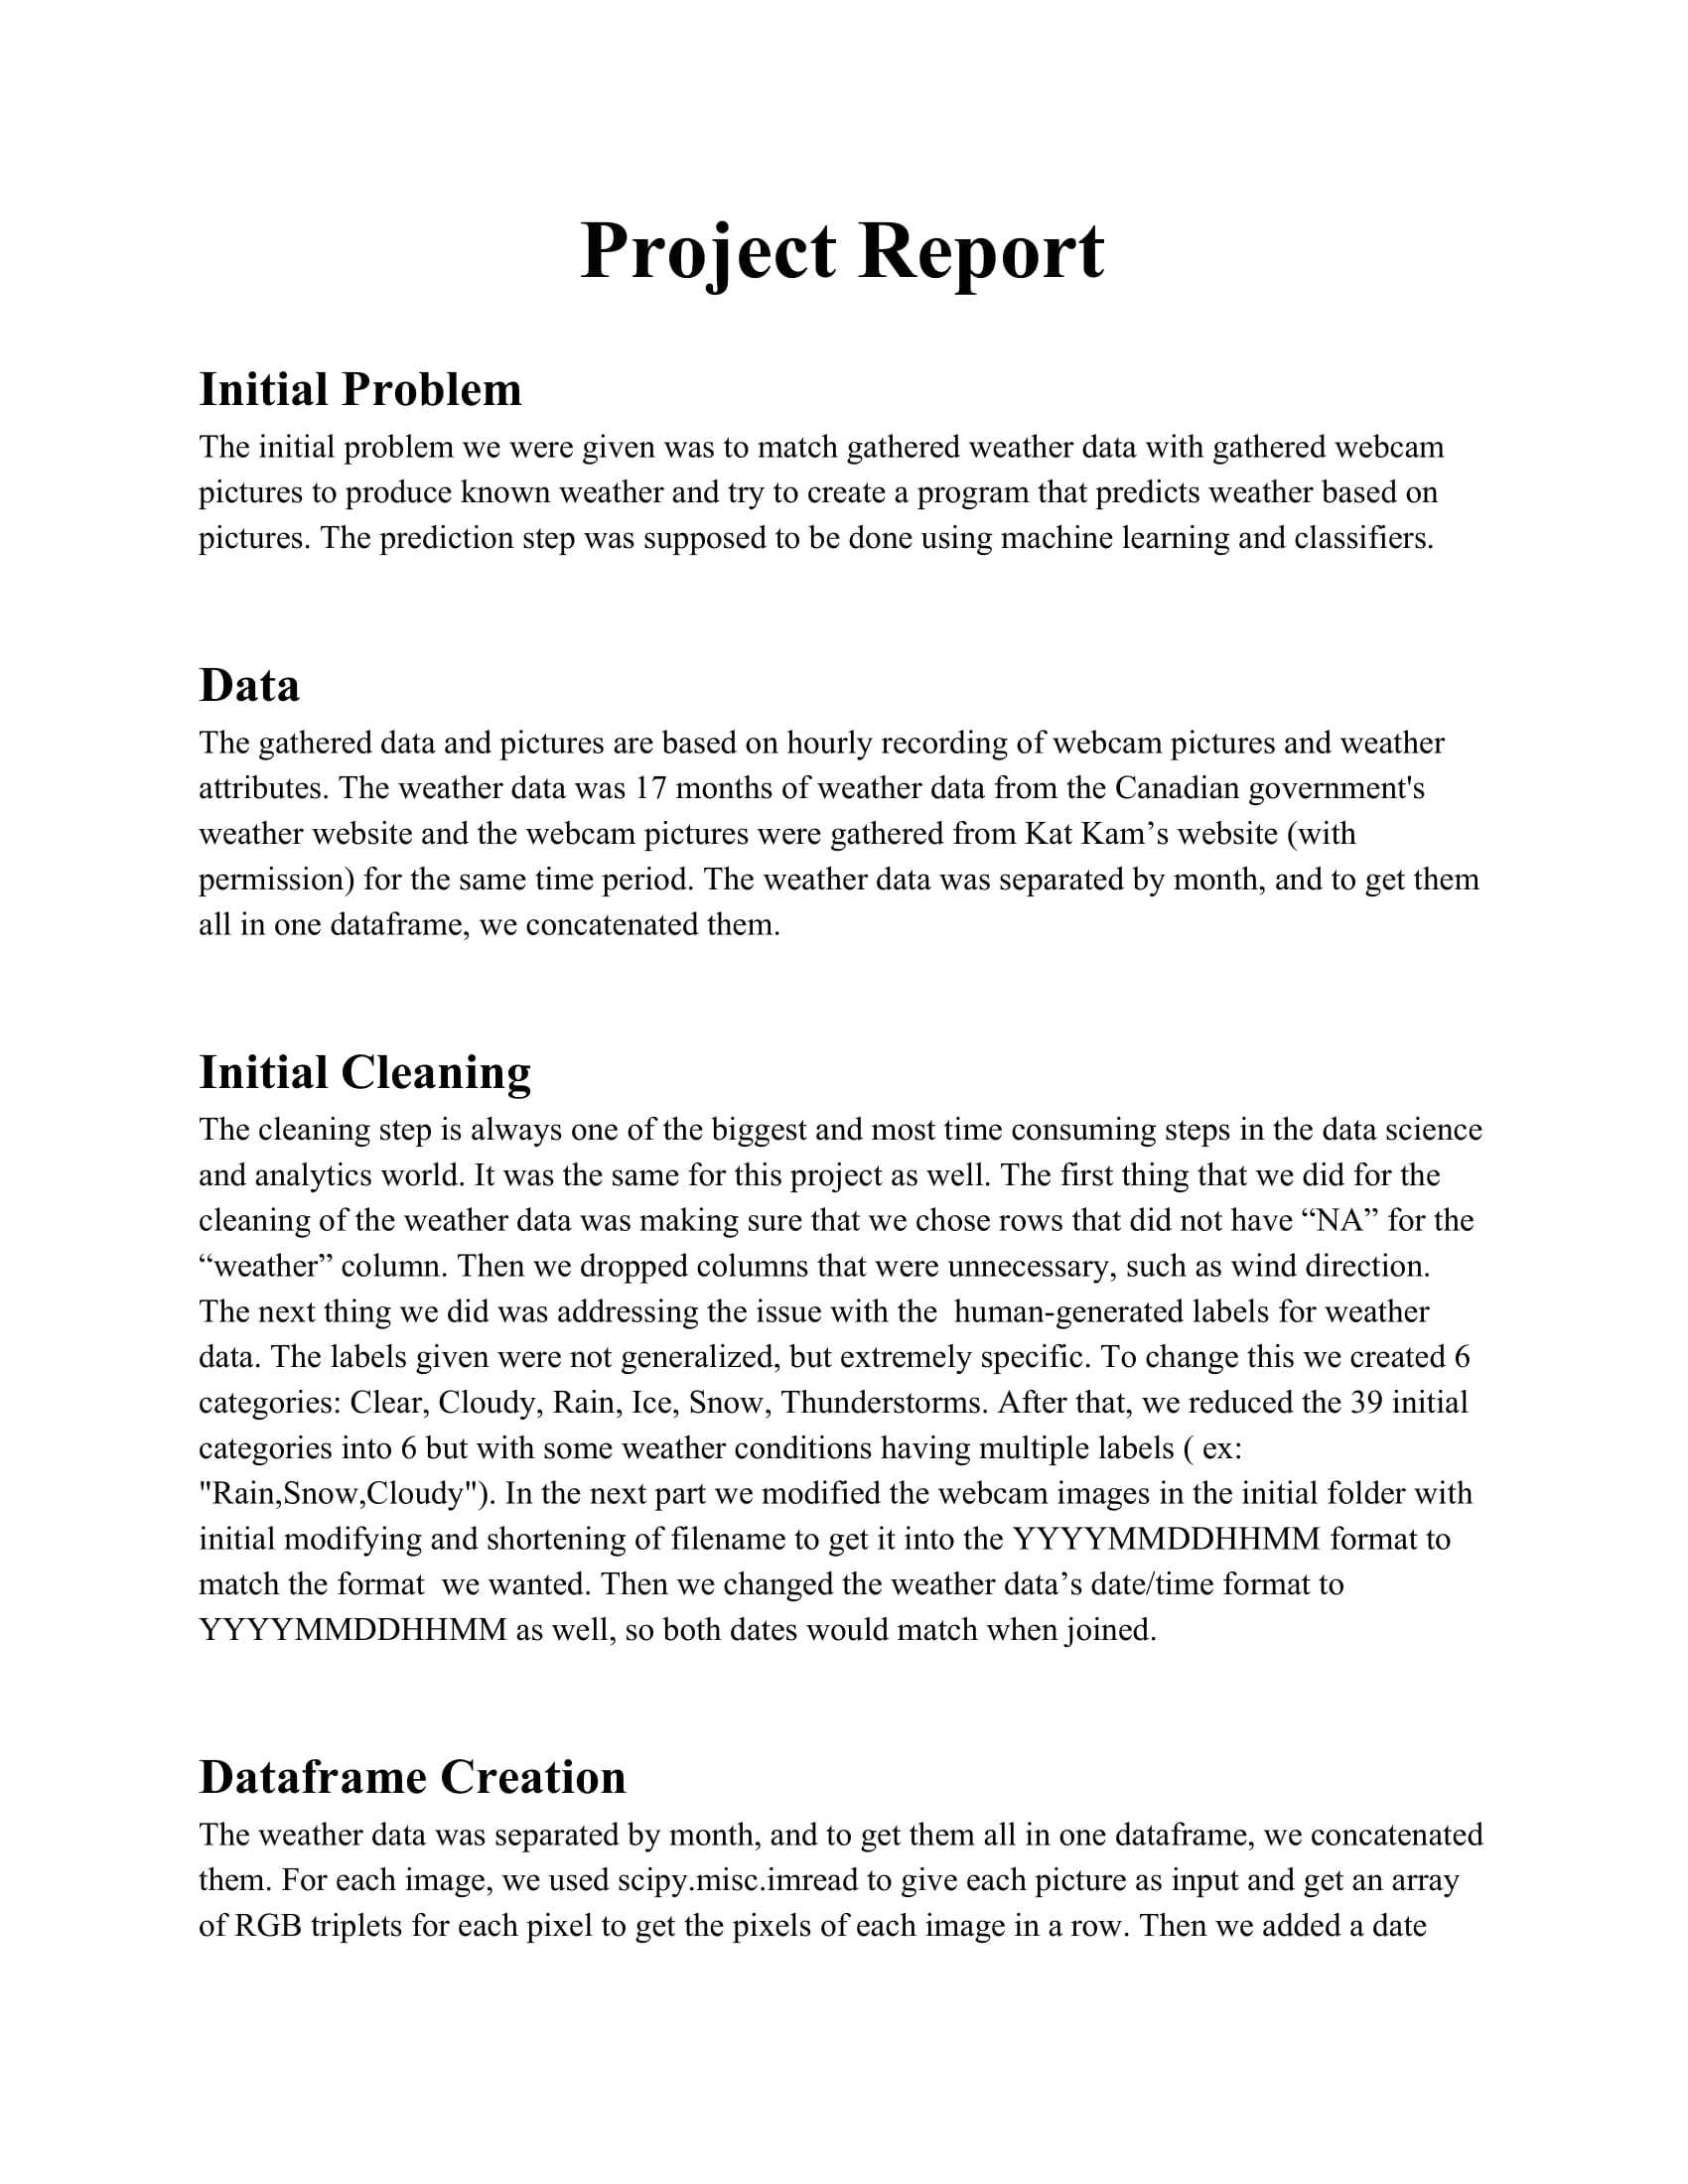 Project Report
Initial Problem
The initial problem we were given was to match gathered weather data with gathered webcam
pictures to produce known weather and try to create a program that predicts weather based on
pictures. The prediction step was supposed to be done using machine learning and classifiers.
Data
The gathered data and pictures are based on hourly recording of webcam pictures and weather
attributes. The weather data was 17 months of weather data from the Canadian government's
weather website and the webcam pictures were gathered from Kat Kam’s website (with
permission) for the same time period. The weather data was separated by month, and to get them
all in one dataframe, we concatenated them.
Initial Cleaning
The cleaning step is always one of the biggest and most time consuming steps in the data science
and analytics world. It was the same for this project as well. The first thing that we did for the
cleaning of the weather data was making sure that we chose rows that did not have “NA” for the
“weather” column. Then we dropped columns that were unnecessary, such as wind direction.
The next thing we did was addressing the issue with the  human-generated labels for weather
data. The labels given were not generalized, but extremely specific. To change this we created 6
categories: Clear, Cloudy, Rain, Ice, Snow, Thunderstorms. After that, we reduced the 39 initial
categories into 6 but with some weather conditions having multiple labels ( ex:
"Rain,Snow,Cloudy"). In the next part we modified the webcam images in the initial folder with
initial modifying and shortening of filename to get it into the YYYYMMDDHHMM format to
match the format  we wanted. Then we changed the weather data’s date/time format to
YYYYMMDDHHMM as well, so both dates would match when joined.
Dataframe Creation
The weather data was separated by month, and to get them all in one dataframe, we concatenated
them. For each image, we used scipy.misc.imread to give each picture as input and get an array
of RGB triplets for each pixel to get the pixels of each image in a row. Then we added a date